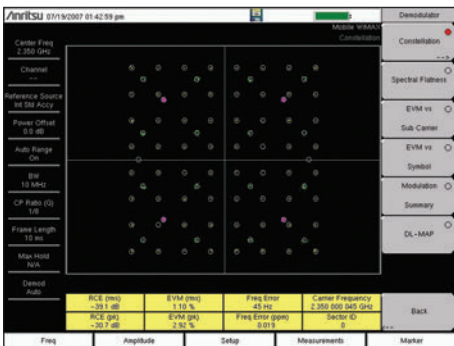 Anritsu 07/19/2007 01:42:59 pm
Mobile WiMAX
Constellation
Center Freq
2.350 GHz
Channel
--
Reference Source
Int Std Accy
Power Offset
0.0 dB
Auto Range
On
BW
10 MHz
CP Ratio (G)
1/8
Frame Length
10 ms
Max Hold
N/A
Demod
Auto
Demodulator
Constellation
-->
Spectral Flatness
EVM vs
Sub Carrier
EVM vs
Symbol
Modulation
Summary
DL-MAP
Back
<--
RCE (rms)
-39.1 dB
EVM (rms)
1.10 %
Freq Error
45 Hz
Carrier Frequency
2.350 000 045 GHz
RCE (pk)
-30.7 dB
EVM (pk)
2.92 %
Freq Error (ppm)
0.019
Sector ID
0
Freq
Amplitude
Setup
Measurements
Marker